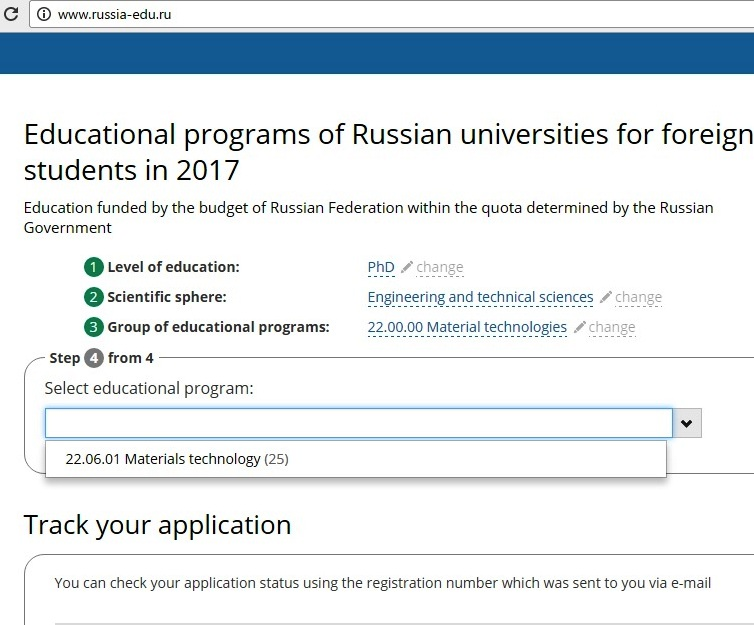 www.russia-edu.ru
Educational programs of Russian universities for foreign
students in 2017
Education funded by the budget of Russian Federation within the quota determined by the Russian
Government
1 Level of education: PhD change
2 Scientific sphere: Engineering and technical sciences change
3 Group of educational programs: 22.00.00 Material technologies change
Step 4 from 4
Select educational program:
22.06.01 Materials technology (25)
Track your application
You can check your application status using the registration number which was sent to you via e-mail